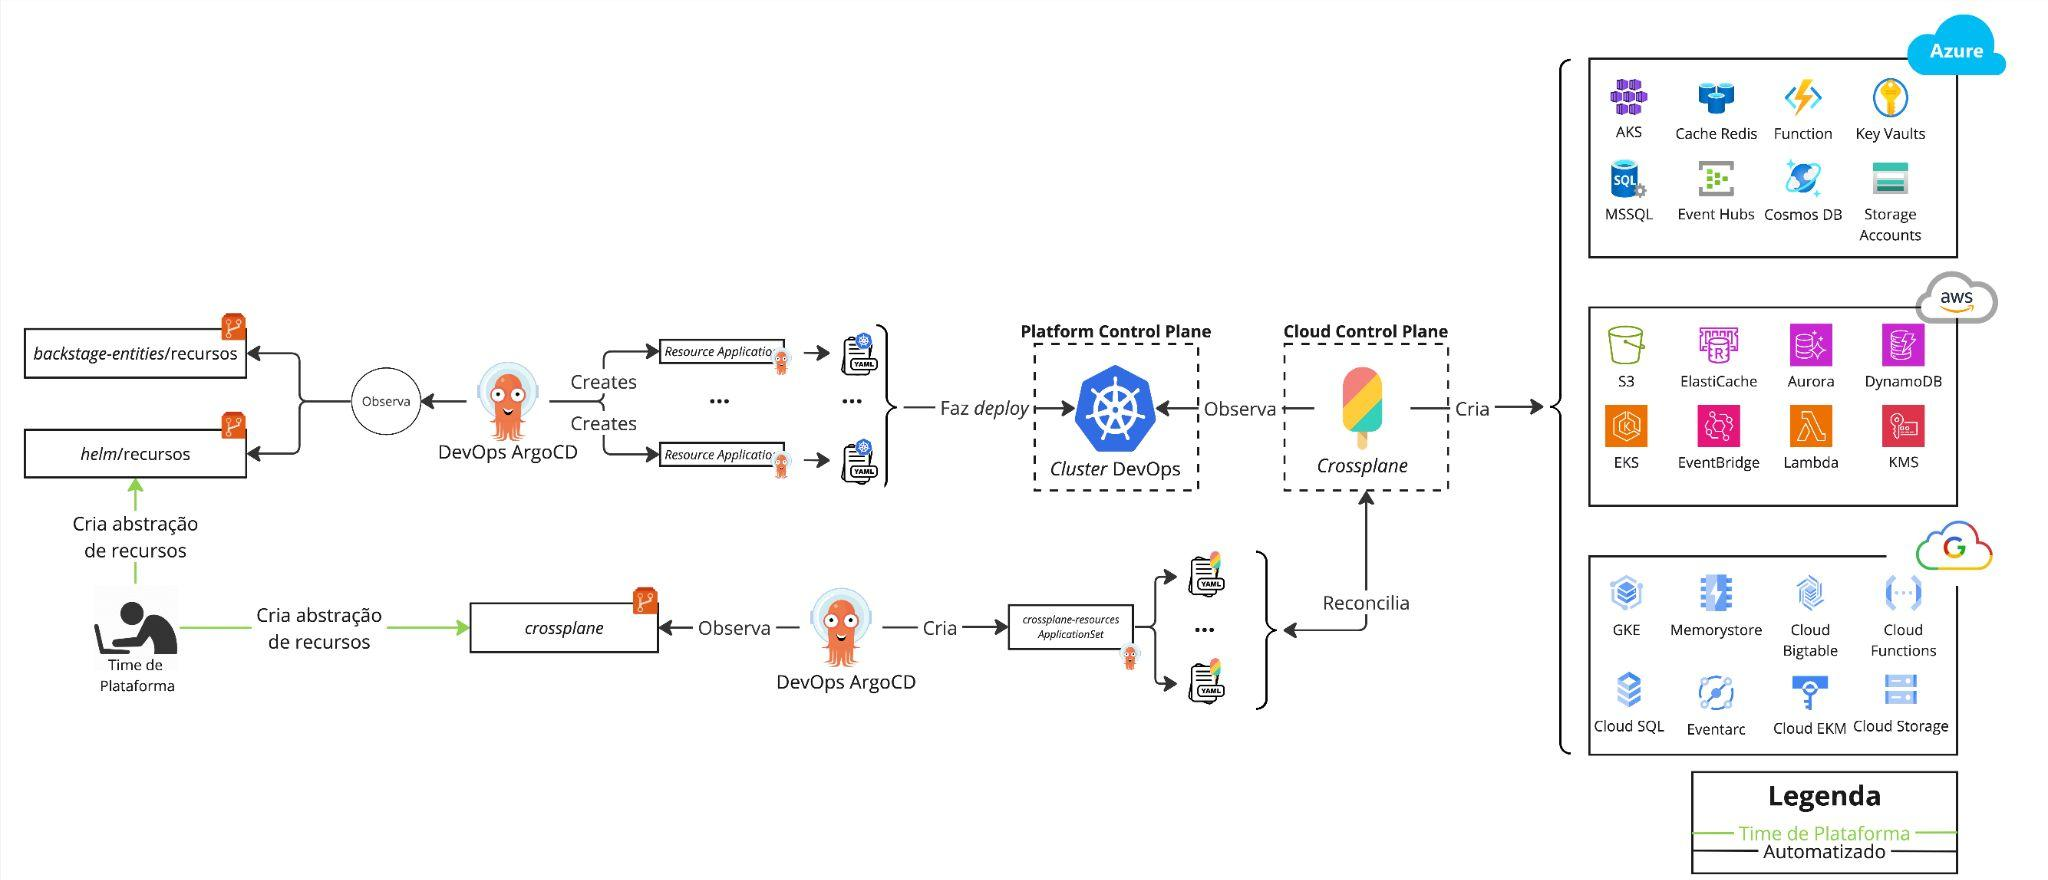 Azure
AKS
Cache Redis
Function
Key Vaults
SQL
MSSQL
Event Hubs
Cosmos DB
Storage
Accounts
backstage-entities/recursos
helm/recursos
Observa
DevOps ArgoCD
Creates
Creates
Resource Applicatio
...
Resource Applicatio
YAML
...
YAML
Faz deploy
Platform Control Plane
Cluster DevOps
Observa
Cloud Control Plane
Crossplane
Cria
aws
S3
R
ElastiCache
Aurora
DynamoDB
K
EKS
EventBridge
Lambda
KMS
Cria abstração
de recursos
Time de
Plataforma
Cria abstração
de recursos
crossplane
Observa
DevOps ArgoCD
Cria
crossplane-resources
ApplicationSet
YAML
...
YAML
Reconcilia
G
GKE
Memorystore
Cloud
Bigtable
Cloud
Functions
Cloud SQL
Eventarc
Cloud EKM
Cloud Storage
Legenda
Time de Plataforma
Automatizado